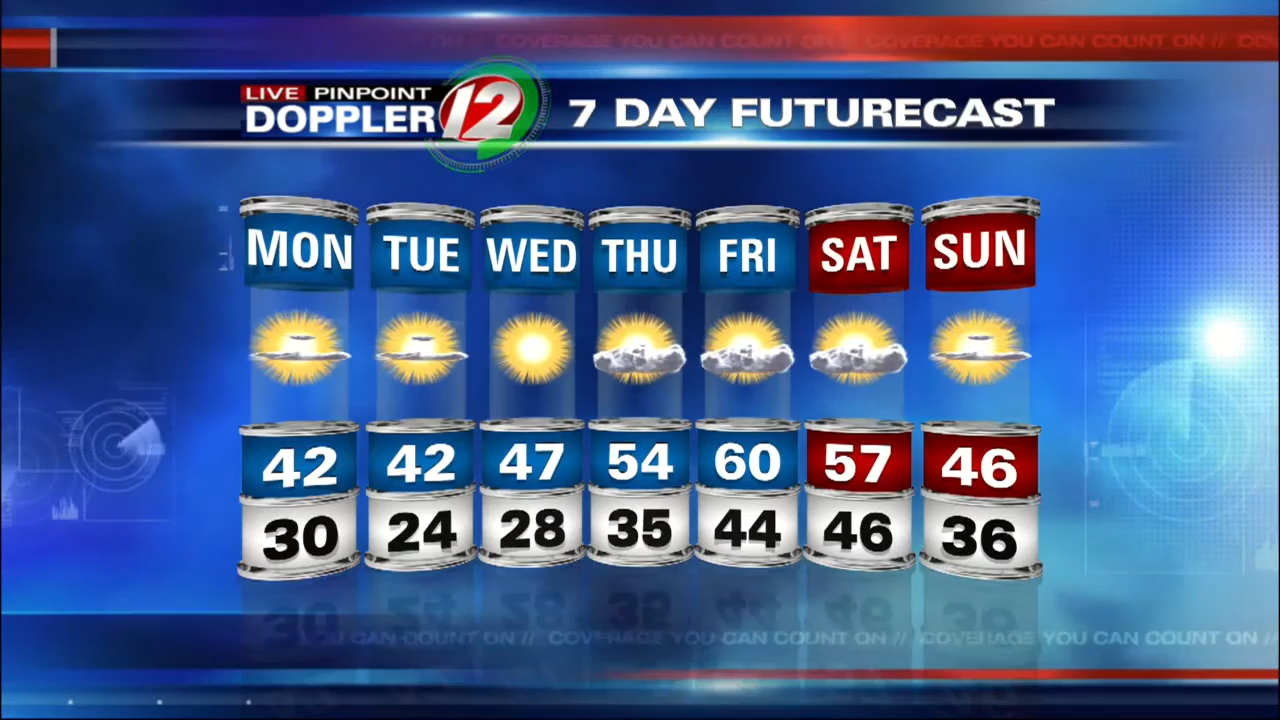 COVERAGE YOU CAN COUNT ON // COVERAGE YOU CAN COUNT ON // CO
LIVE PINPOINT
DOPPLER 12 7 DAY FUTURECAST
MON TUE WED THU FRI SAT SUN
42 42 47 54 60 57 46
30 24 28 35 44 46 36
YOU CAN COUNT ON // COVERAGE YOU CAN COUNT ON // COVERAGE YOU CAN COUNT ON //